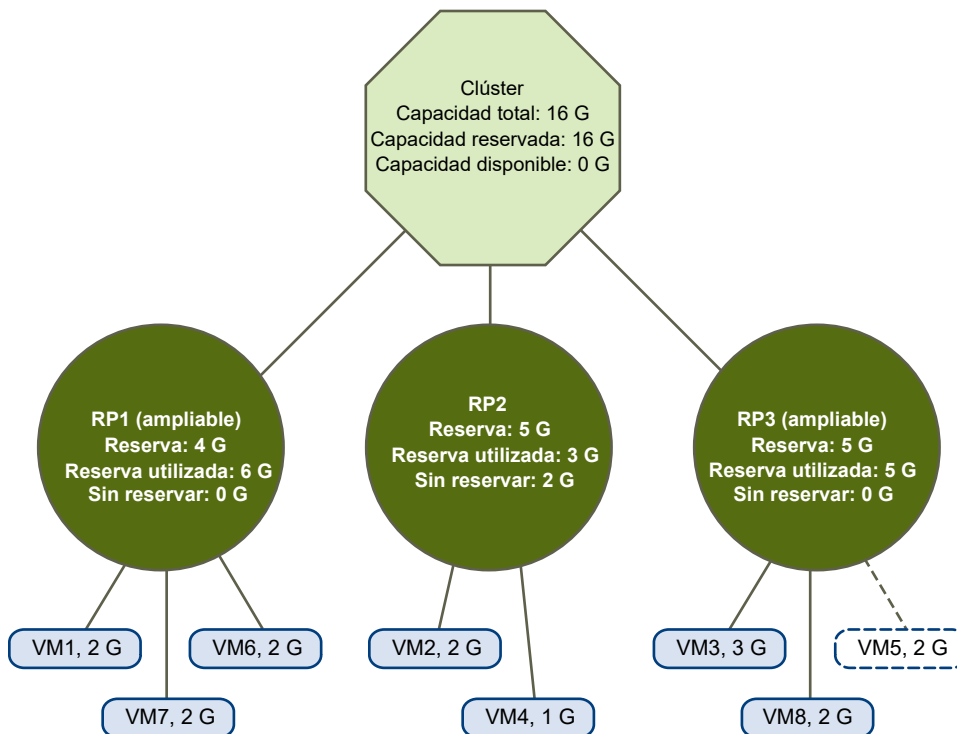 Clúster
Capacidad total: 16 G
Capacidad reservada: 16 G
Capacidad disponible: 0 G
RP1 (ampliable)
Reserva: 4 G
Reserva utilizada: 6 G
Sin reservar: 0 G
RP2
Reserva: 5 G
Reserva utilizada: 3 G
Sin reservar: 2 G
RP3 (ampliable)
Reserva: 5 G
Reserva utilizada: 5 G
Sin reservar: 0 G
VM1, 2 G
VM6, 2 G
VM2, 2 G
VM3, 3 G
VM5, 2 G
VM7, 2 G
VM4, 1 G
VM8, 2 G